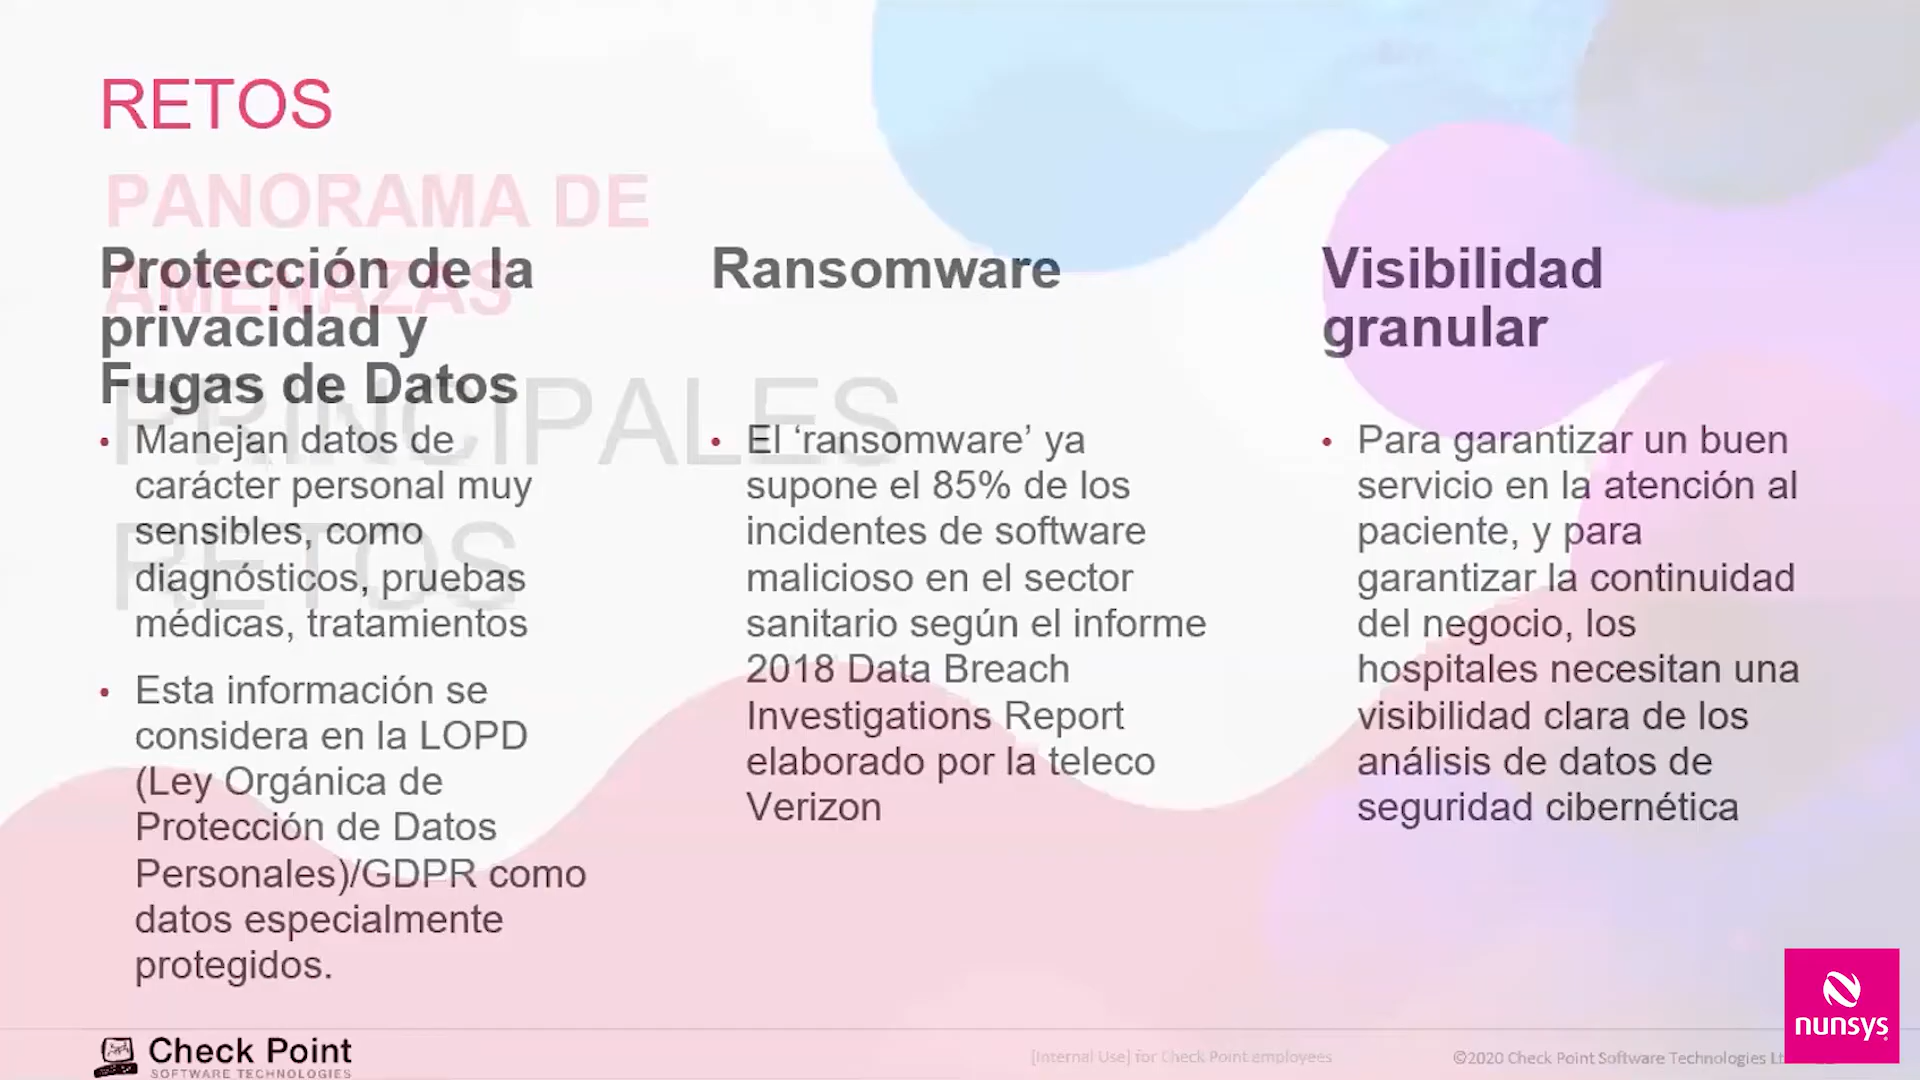 RETOS
PANORAMA DE
AMENAZAS
PRINCIPALES
RETOS
Protección de la
privacidad y
Fugas de Datos
• Manejan datos de
carácter personal muy
sensibles, como
diagnósticos, pruebas
médicas, tratamientos
• Esta información se
considera en la LOPD
(Ley Orgánica de
Protección de Datos
Personales)/GDPR como
datos especialmente
protegidos.
Ransomware
• El ‘ransomware’ ya
supone el 85% de los
incidentes de software
malicioso en el sector
sanitario según el informe
2018 Data Breach
Investigations Report
elaborado por la teleco
Verizon
Visibilidad
granular
• Para garantizar un buen
servicio en la atención al
paciente, y para
garantizar la continuidad
del negocio, los
hospitales necesitan una
visibilidad clara de los
análisis de datos de
seguridad cibernética
Check Point
SOFTWARE TECHNOLOGIES
[Internal Use] for Check Point employees
©2020 Check Point Software Technologies
nunsys